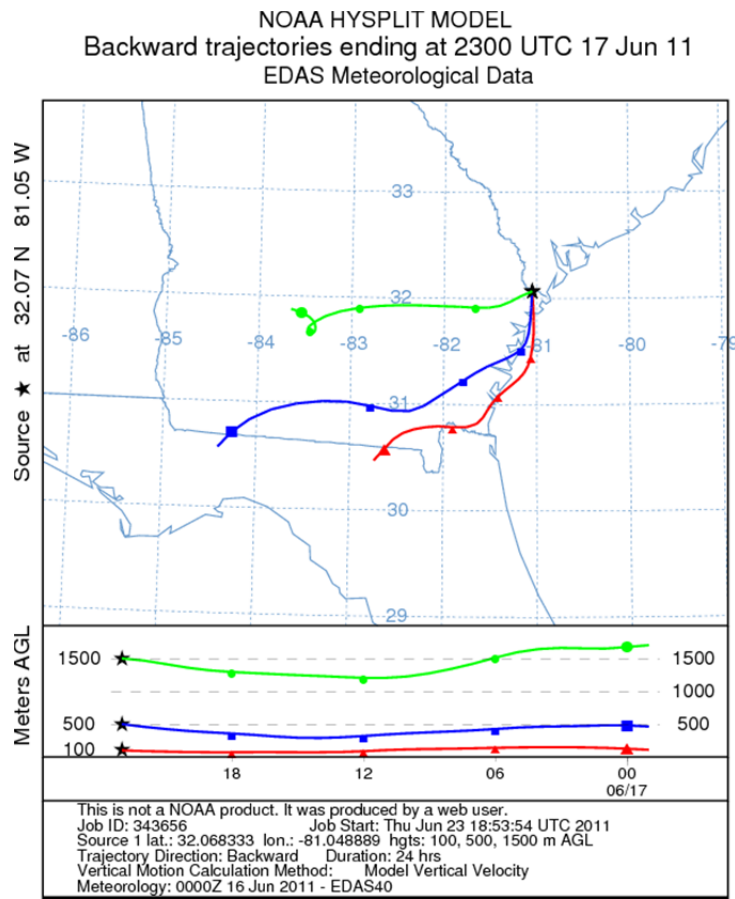 NOAA HYSPLIT MODEL
Backward trajectories ending at 2300 UTC 17 Jun 11
EDAS Meteorological Data
Source ★ at 32.07 N 81.05 W
33
32
-86 -85 -84 -83 -82 -81 -80 -79
31
30
29
Meters AGL
1500 1500
1000
500 500
100
18 12 06 00
06/17
This is not a NOAA product. It was produced by a web user.
Job ID: 343656 Job Start: Thu Jun 23 18:53:54 UTC 2011
Source 1 lat.: 32.068333 lon.: -81.048889 hgts: 100, 500, 1500 m AGL
Trajectory Direction: Backward Duration: 24 hrs
Vertical Motion Calculation Method: Model Vertical Velocity
Meteorology: 0000Z 16 Jun 2011 - EDAS40